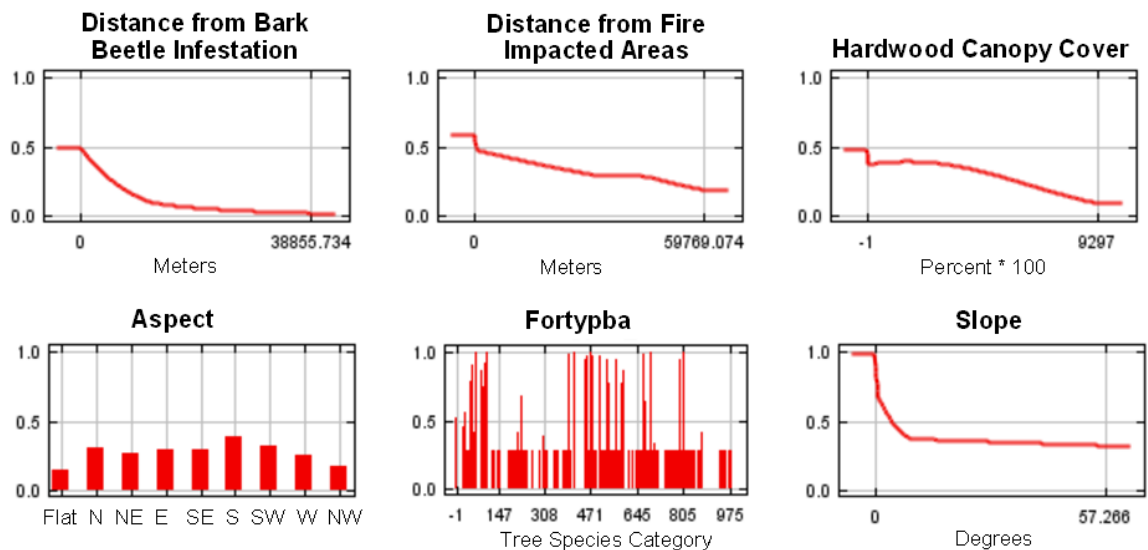 Distance from Bark
Beetle Infestation
1.0
0.5
0.0
0
38855.734
Meters
Distance from Fire
Impacted Areas
1.0
0.5
0.0
0
59769.074
Meters
Hardwood Canopy Cover
1.0
0.5
0.0
-1
9297
Percent * 100
Aspect
1.0
0.5
0.0
Flat N NE E SE S SW W NW
Fortypba
1.0
0.5
0.0
-1 147 308 471 646 805 975
Tree Species Category
Slope
1.0
0.5
0.0
0
57.266
Degrees